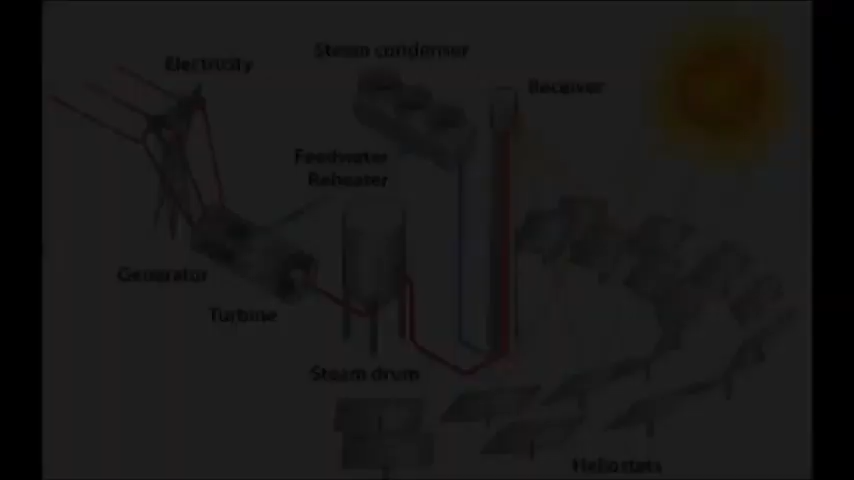 Steam condenser
Electricity
Receiver
Feedwater
Reheater
Generator
Turbine
Steam drum
Heliostats